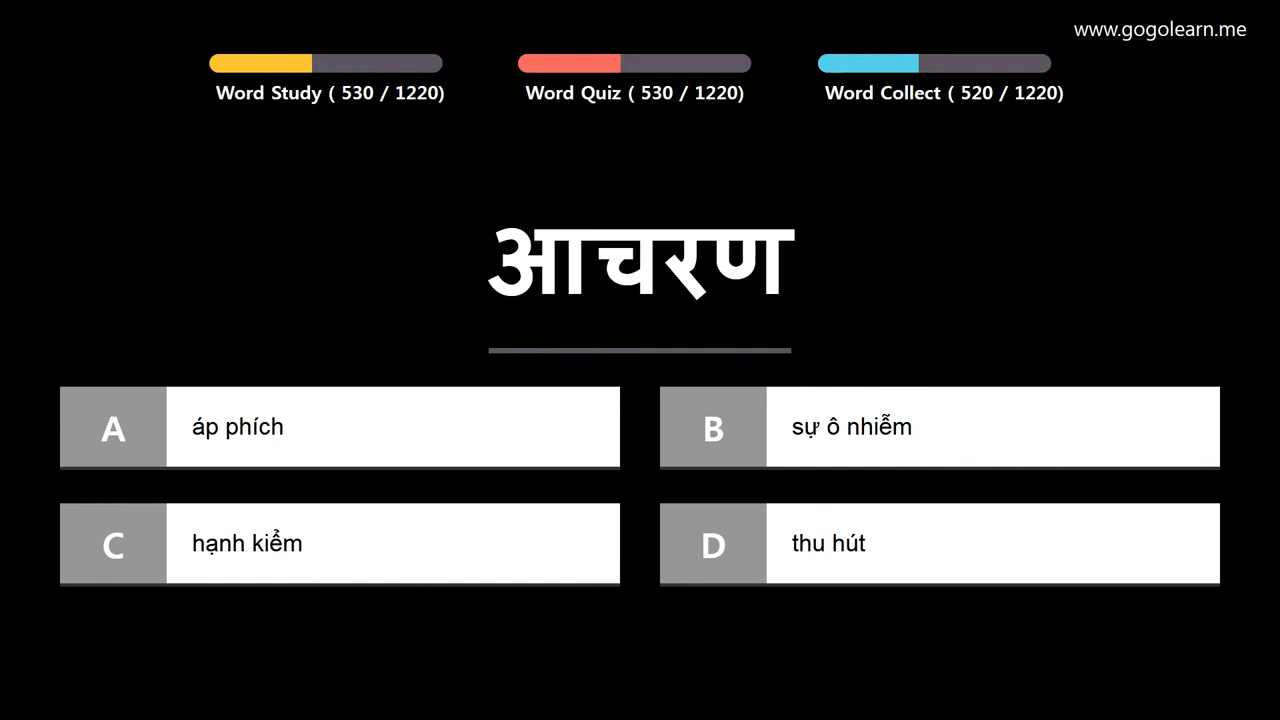 www.gogolearn.me
Word Study ( 530 / 1220)
Word Quiz ( 530 / 1220)
Word Collect ( 520 / 1220)
आचरण
A
áp phích
B
sự ô nhiễm
C
hạnh kiểm
D
thu hút